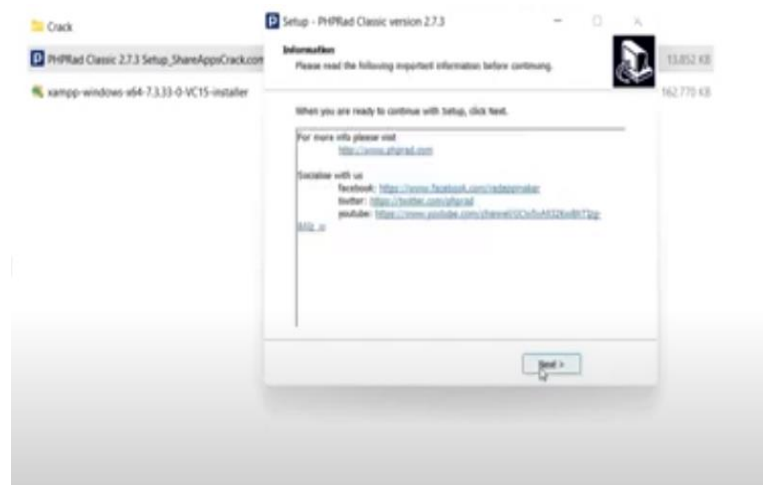 Crack
PHPRad Classic 2.7.3 Setup_ShareAppsCrack.com
13.852 KB
xampp-windows-x64-7.3.33-0-VC15-installer
162.770 KB
Setup - PHPRad Classic version 2.7.3
Information
Please read the following important information before continuing.
When you are ready to continue with Setup, click Next.
For more info please visit
http://www.phprad.com
Socialise with us
facebook: https://www.facebook.com/radappmaker
twitter: https://twitter.com/phprad
youtube:
Next >